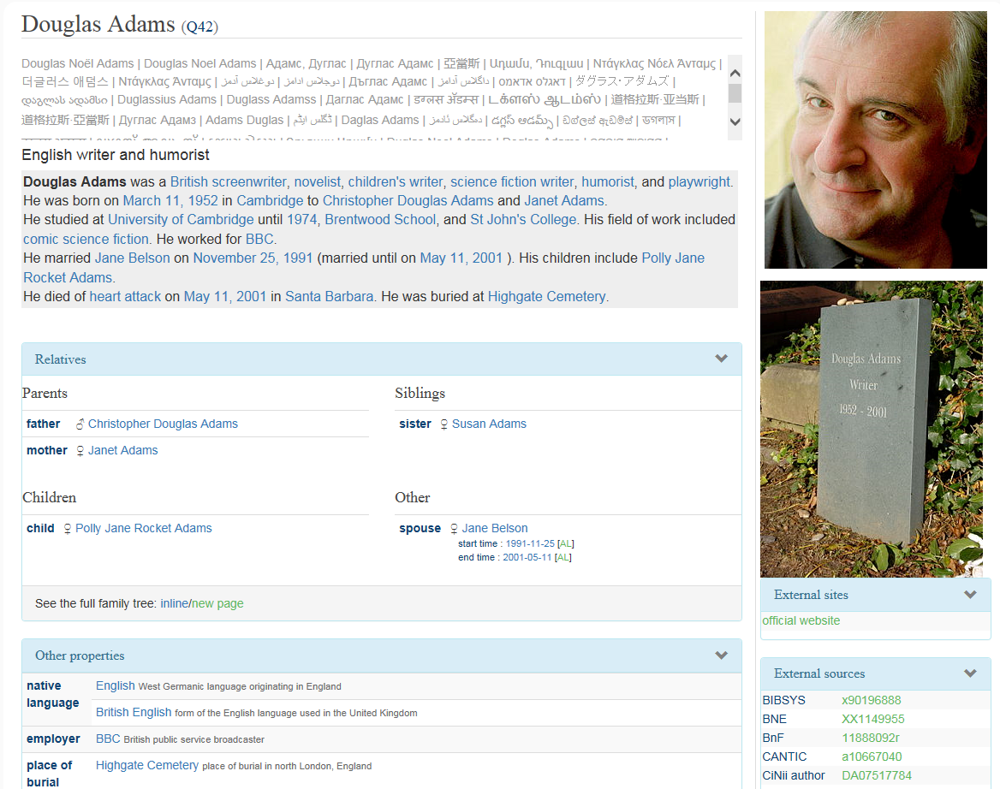 Douglas Adams (Q42)
Douglas Noël Adams | Douglas Noel Adams | Адамс, Дуглас | Дуглас Адамс | 亞當斯 | Ադամս, Դուգլաս | Ντάγκλας Νόελ Άνταμς |
더글러스 애덤스 | Ντάγκλας Άνταμς | دوغلاس آدمز | دوجلاس ادامز | Дъглас Адамс | داگلاس آدامز | דאגלס אדאמס | ダグラス・アダムズ |
დაგლას ადამსი | Duglassius Adams | Duglass Adamss | Даглас Адамс | डग्लस अ‍ॅडम्स | டக்ளஸ் ஆடம்ஸ் | 道格拉斯·亚当斯 |
道格拉斯·亞當斯 | Дуглас Адамз | Adams Duglas | ڈگلس ایڈم | Daglas Adams | دەگلاس ئادمز | డగ్లస్ ఆడమ్స్ | ඩග්ලස් ඇඩම්ස් | ডগলাস |
English writer and humorist
Douglas Adams was a British screenwriter, novelist, children's writer, science fiction writer, humorist, and playwright.
He was born on March 11, 1952 in Cambridge to Christopher Douglas Adams and Janet Adams.
He studied at University of Cambridge until 1974, Brentwood School, and St John's College. His field of work included
comic science fiction. He worked for BBC.
He married Jane Belson on November 25, 1991 (married until on May 11, 2001 ). His children include Polly Jane
Rocket Adams.
He died of heart attack on May 11, 2001 in Santa Barbara. He was buried at Highgate Cemetery.
Relatives
Parents
father ♂ Christopher Douglas Adams
mother ♀ Janet Adams
Siblings
sister ♀ Susan Adams
Children
child ♀ Polly Jane Rocket Adams
Other
spouse ♀ Jane Belson
start time : 1991-11-25 [AL]
end time : 2001-05-11 [AL]
See the full family tree: inline/new page
Other properties
native
language
English West Germanic language originating in England
British English form of the English language used in the United Kingdom
employer BBC British public service broadcaster
place of
burial
Highgate Cemetery place of burial in north London, England
Douglas Adams
Writer
1952 - 2001
External sites
official website
External sources
BIBSYS x90196888
BNE XX1149955
BnF 11888092r
CANTIC a10667040
CiNii author DA07517784